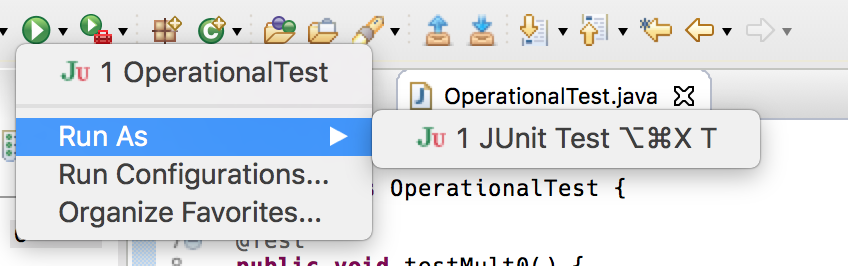 Ju 1 OperationalTest
OperationalTest.java
Run As
Ju 1 JUnit Test ⌥⌘X T
Run Configurations...
OperationalTest {
Organize Favorites...
@Test
8
public void testMult0() {